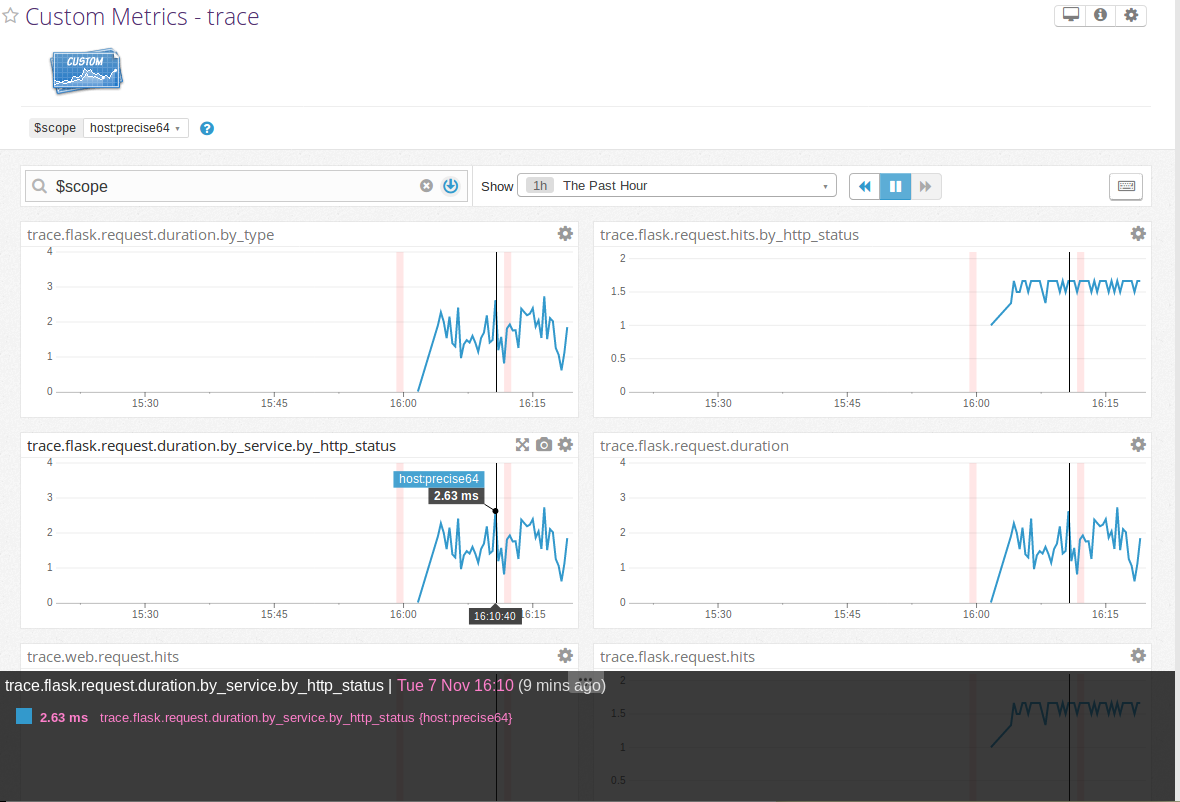 Custom Metrics - trace
CUSTOM
$scope host:precise64
?
$scope Show 1h The Past Hour
trace.flask.request.duration.by_type
4
3
2
1
0
15:30 15:45 16:00 16:15
trace.flask.request.hits.by_http_status
2
1.5
1
0.5
0
15:30 15:45 16:00 16:15
trace.flask.request.duration.by_service.by_http_status
4
host:precise64
3
2.63 ms
2
1
0
15:30 15:45 16:00 16:10:40 6:15
trace.flask.request.duration
4
3
2
1
0
15:30 15:45 16:00 16:15
trace.web.request.hits
trace.flask.request.hits
trace.flask.request.duration.by_service.by_http_status | Tue 7 Nov 16:10 (9 mins ago)
2.63 ms trace.flask.request.duration.by_service.by_http_status {host:precise64}
2
1.5
1
0.5